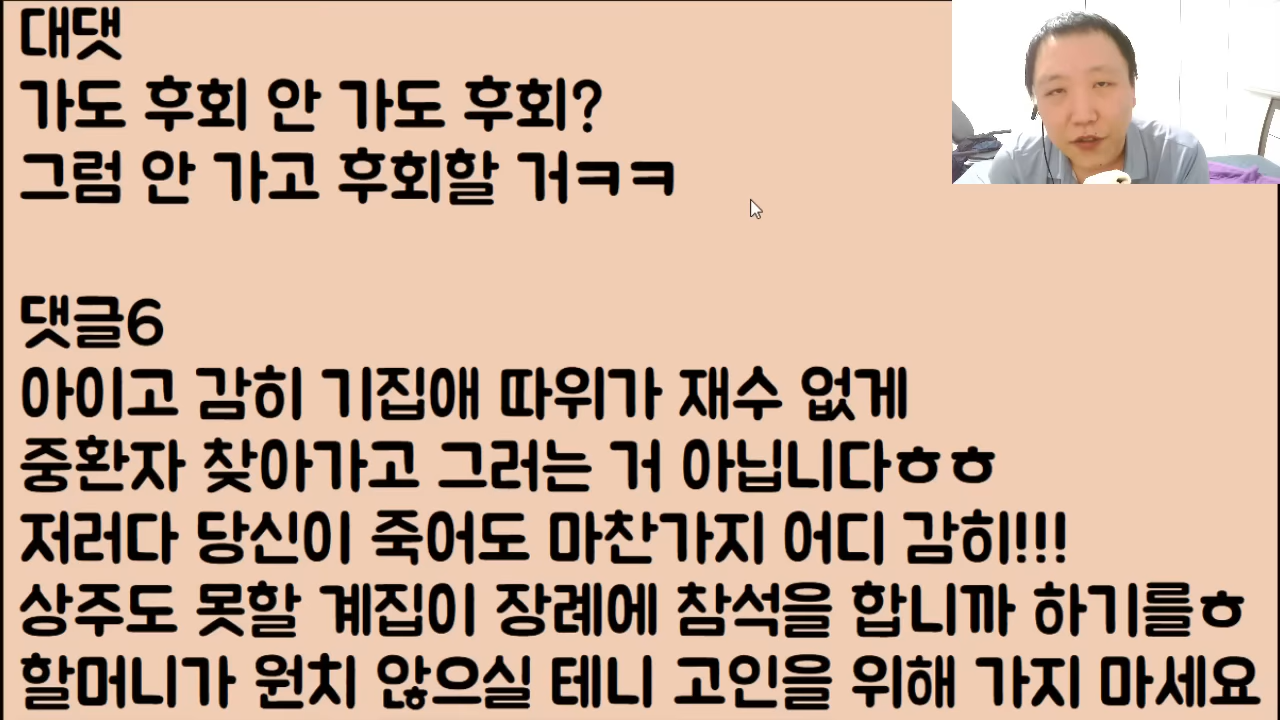 대댓
가도 후회 안 가도 후회?
그럼 안 가고 후회할 거ㅋㅋ
댓글6
아이고 감히 기집애 따위가 재수 없게
중환자 찾아가고 그러는 거 아닙니다ㅎㅎ
저러다 당신이 죽어도 마찬가지 어디 감히!!!
상주도 못할 계집이 장례에 참석을 합니까 하기를ㅎ
할머니가 원치 않으실 테니 고인을 위해 가지 마세요